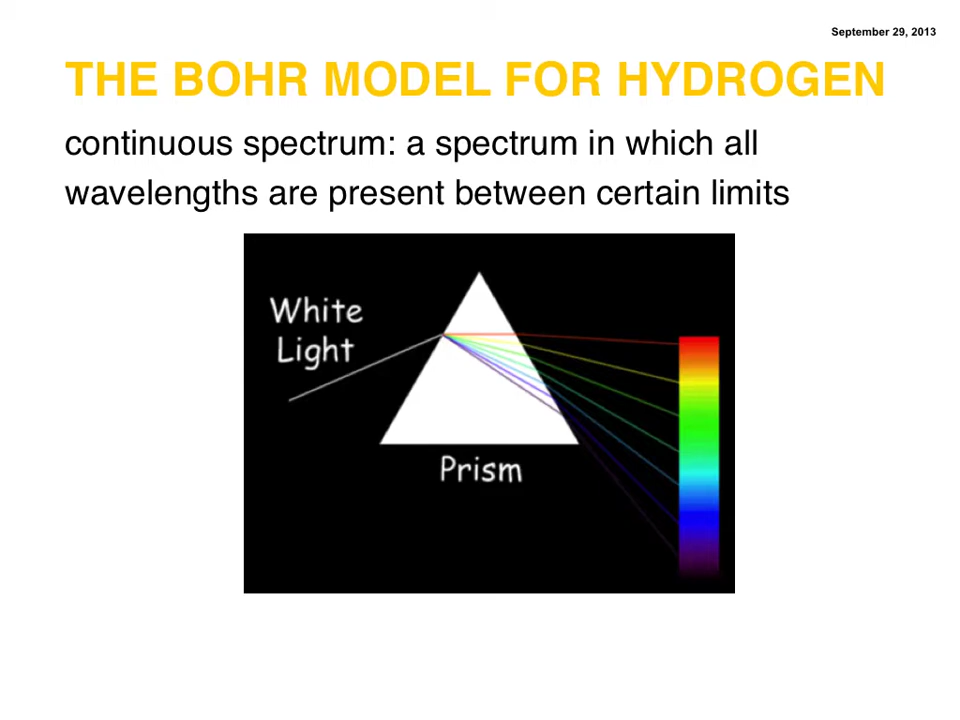 September 29, 2013
THE BOHR MODEL FOR HYDROGEN
continuous spectrum: a spectrum in which all
wavelengths are present between certain limits
White
Light
Prism